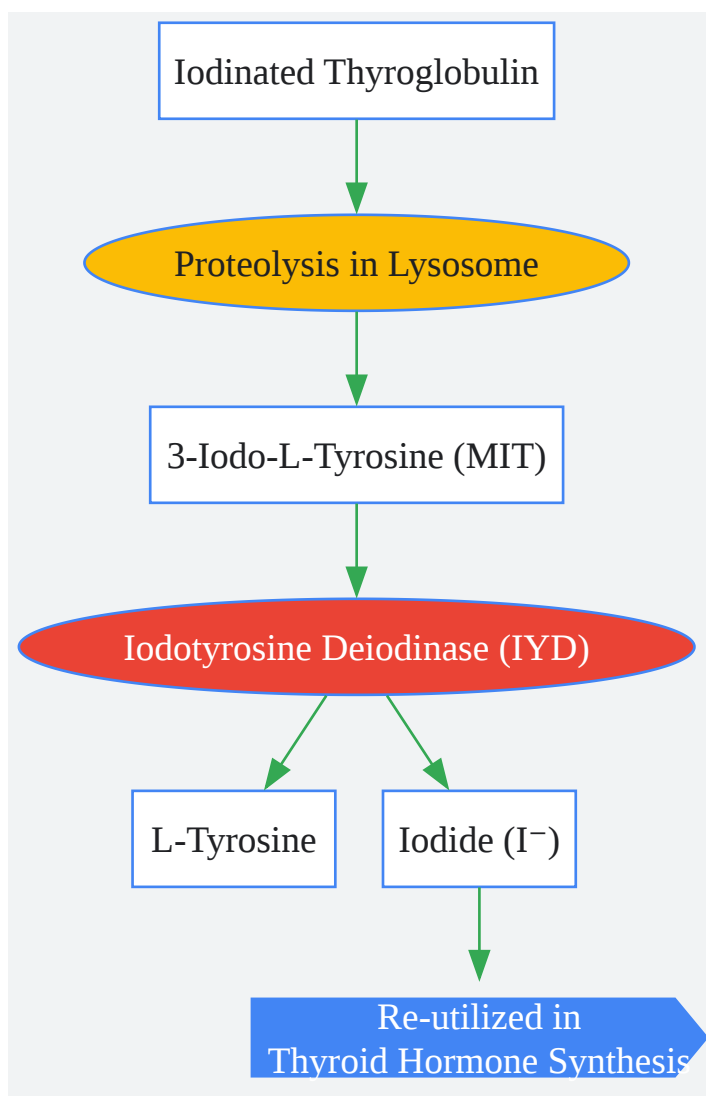 Iodinated Thyroglobulin
Proteolysis in Lysosome
3-Iodo-L-Tyrosine (MIT)
Iodotyrosine Deiodinase (IYD)
L-Tyrosine
Iodide (I⁻)
Re-utilized in
Thyroid Hormone Synthesis